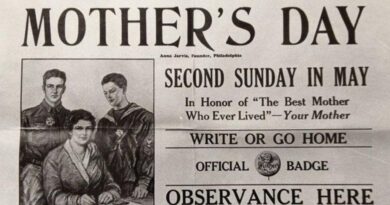 MOTHER'S DAY
Anna Jarvis, Founder, Philadelphia
SECOND SUNDAY IN MAY
In Honor of "The Best Mother
Who Ever Lived"—Your Mother
WRITE OR GO HOME
OFFICIAL BADGE
OBSERVANCE HERE